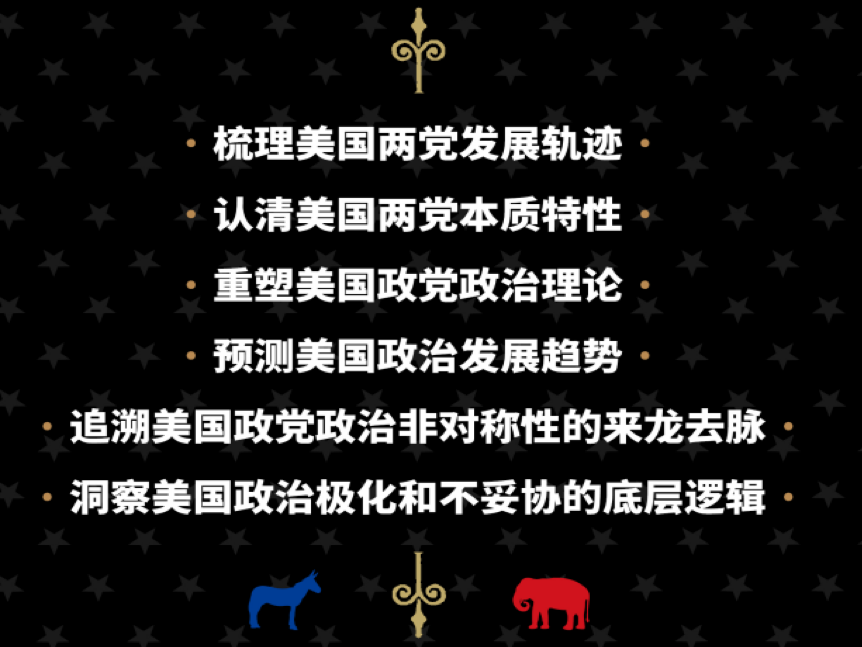 · 梳理美国两党发展轨迹 ·
· 认清美国两党本质特性 ·
· 重塑美国政党政治理论 ·
· 预测美国政治发展趋势 ·
· 追溯美国政党政治非对称性的来龙去脉 ·
· 洞察美国政治极化和不妥协的底层逻辑 ·